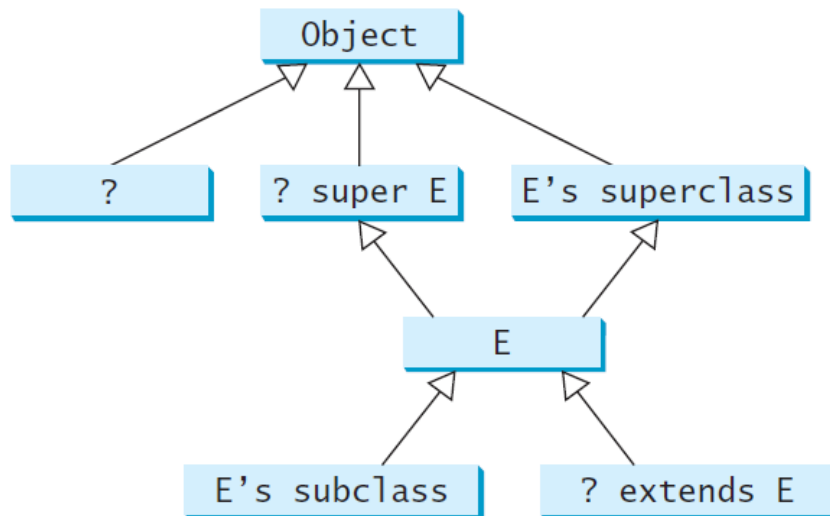 Object
?
? super E
E’s superclass
E
E’s subclass
? extends E